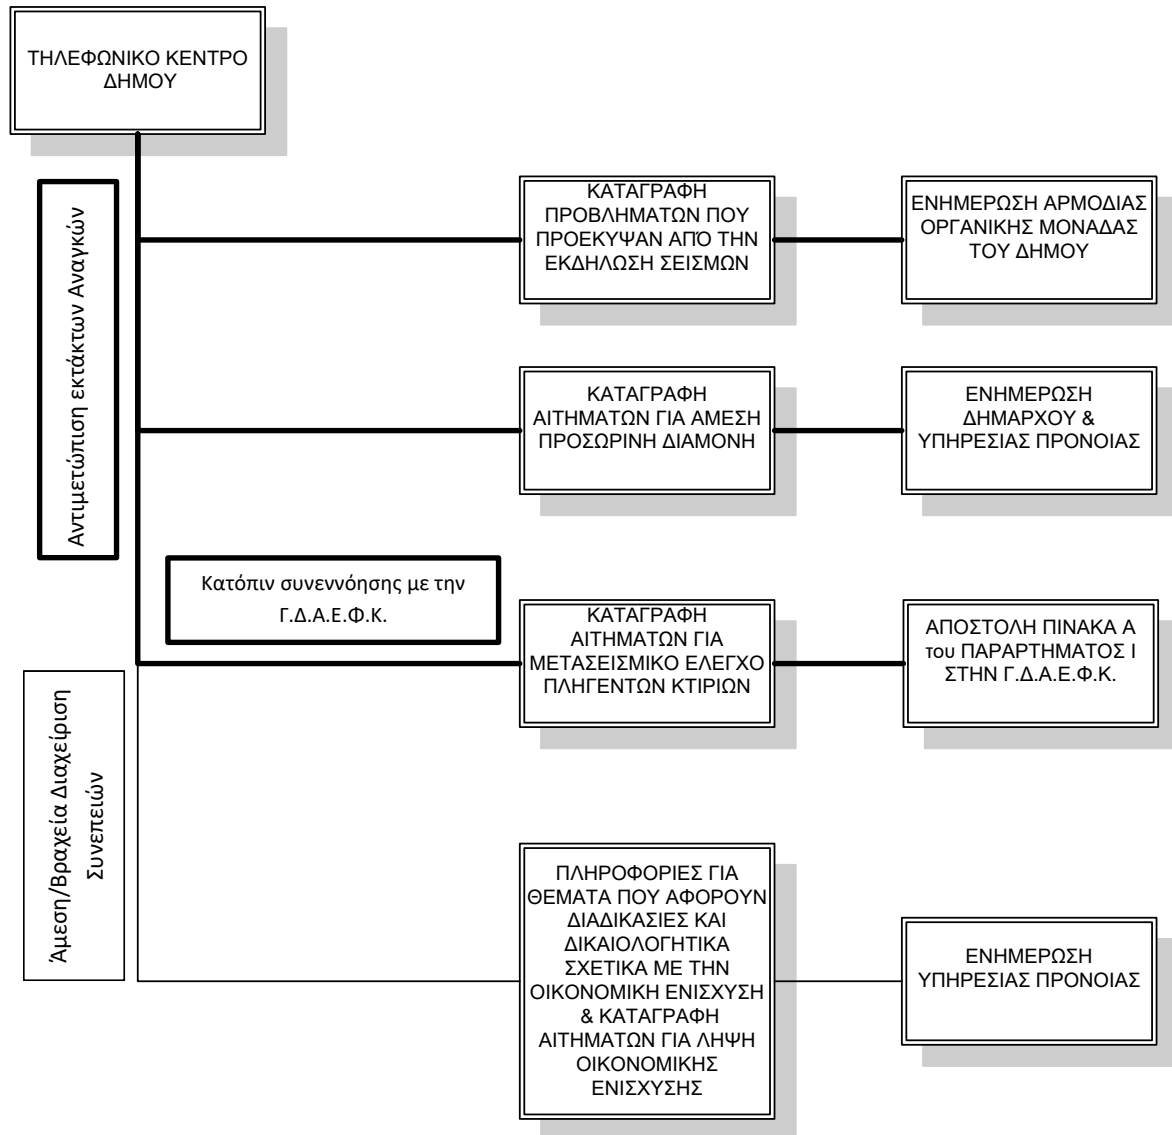 ΤΗΛΕΦΩΝΙΚΟ ΚΕΝΤΡΟ
ΔΗΜΟΥ
Αντιμετώπιση εκτάκτων Αναγκών
ΚΑΤΑΓΡΑΦΗ
ΠΡΟΒΛΗΜΑΤΩΝ ΠΟΥ
ΠΡΟΕΚΥΨΑΝ ΑΠΌ ΤΗΝ
ΕΚΔΗΛΩΣΗ ΣΕΙΣΜΩΝ
ΕΝΗΜΕΡΩΣΗ ΑΡΜΟΔΙΑΣ
ΟΡΓΑΝΙΚΗΣ ΜΟΝΑΔΑΣ
ΤΟΥ ΔΗΜΟΥ
ΚΑΤΑΓΡΑΦΗ
ΑΙΤΗΜΑΤΩΝ ΓΙΑ ΑΜΕΣΗ
ΠΡΟΣΩΡΙΝΗ ΔΙΑΜΟΝΗ
ΕΝΗΜΕΡΩΣΗ
ΔΗΜΑΡΧΟΥ &
ΥΠΗΡΕΣΙΑΣ ΠΡΟΝΟΙΑΣ
Κατόπιν συνεννόησης με την
Γ.Δ.Α.Ε.Φ.Κ.
ΚΑΤΑΓΡΑΦΗ
ΑΙΤΗΜΑΤΩΝ ΓΙΑ
ΜΕΤΑΣΕΙΣΜΙΚΟ ΕΛΕΓΧΟ
ΠΛΗΓΕΝΤΩΝ ΚΤΙΡΙΩΝ
ΑΠΟΣΤΟΛΗ ΠΙΝΑΚΑ Α
του ΠΑΡΑΡΤΗΜΑΤΟΣ Ι
ΣΤΗΝ Γ.Δ.Α.Ε.Φ.Κ.
Άμεση/Βραχεία Διαχείριση
Συνεπειών
ΠΛΗΡΟΦΟΡΙΕΣ ΓΙΑ
ΘΕΜΑΤΑ ΠΟΥ ΑΦΟΡΟΥΝ
ΔΙΑΔΙΚΑΣΙΕΣ ΚΑΙ
ΔΙΚΑΙΟΛΟΓΗΤΙΚΑ
ΣΧΕΤΙΚΑ ΜΕ ΤΗΝ
ΟΙΚΟΝΟΜΙΚΗ ΕΝΙΣΧΥΣΗ
& ΚΑΤΑΓΡΑΦΗ
ΑΙΤΗΜΑΤΩΝ ΓΙΑ ΛΗΨΗ
ΟΙΚΟΝΟΜΙΚΗΣ
ΕΝΙΣΧΥΣΗΣ
ΕΝΗΜΕΡΩΣΗ
ΥΠΗΡΕΣΙΑΣ ΠΡΟΝΟΙΑΣ